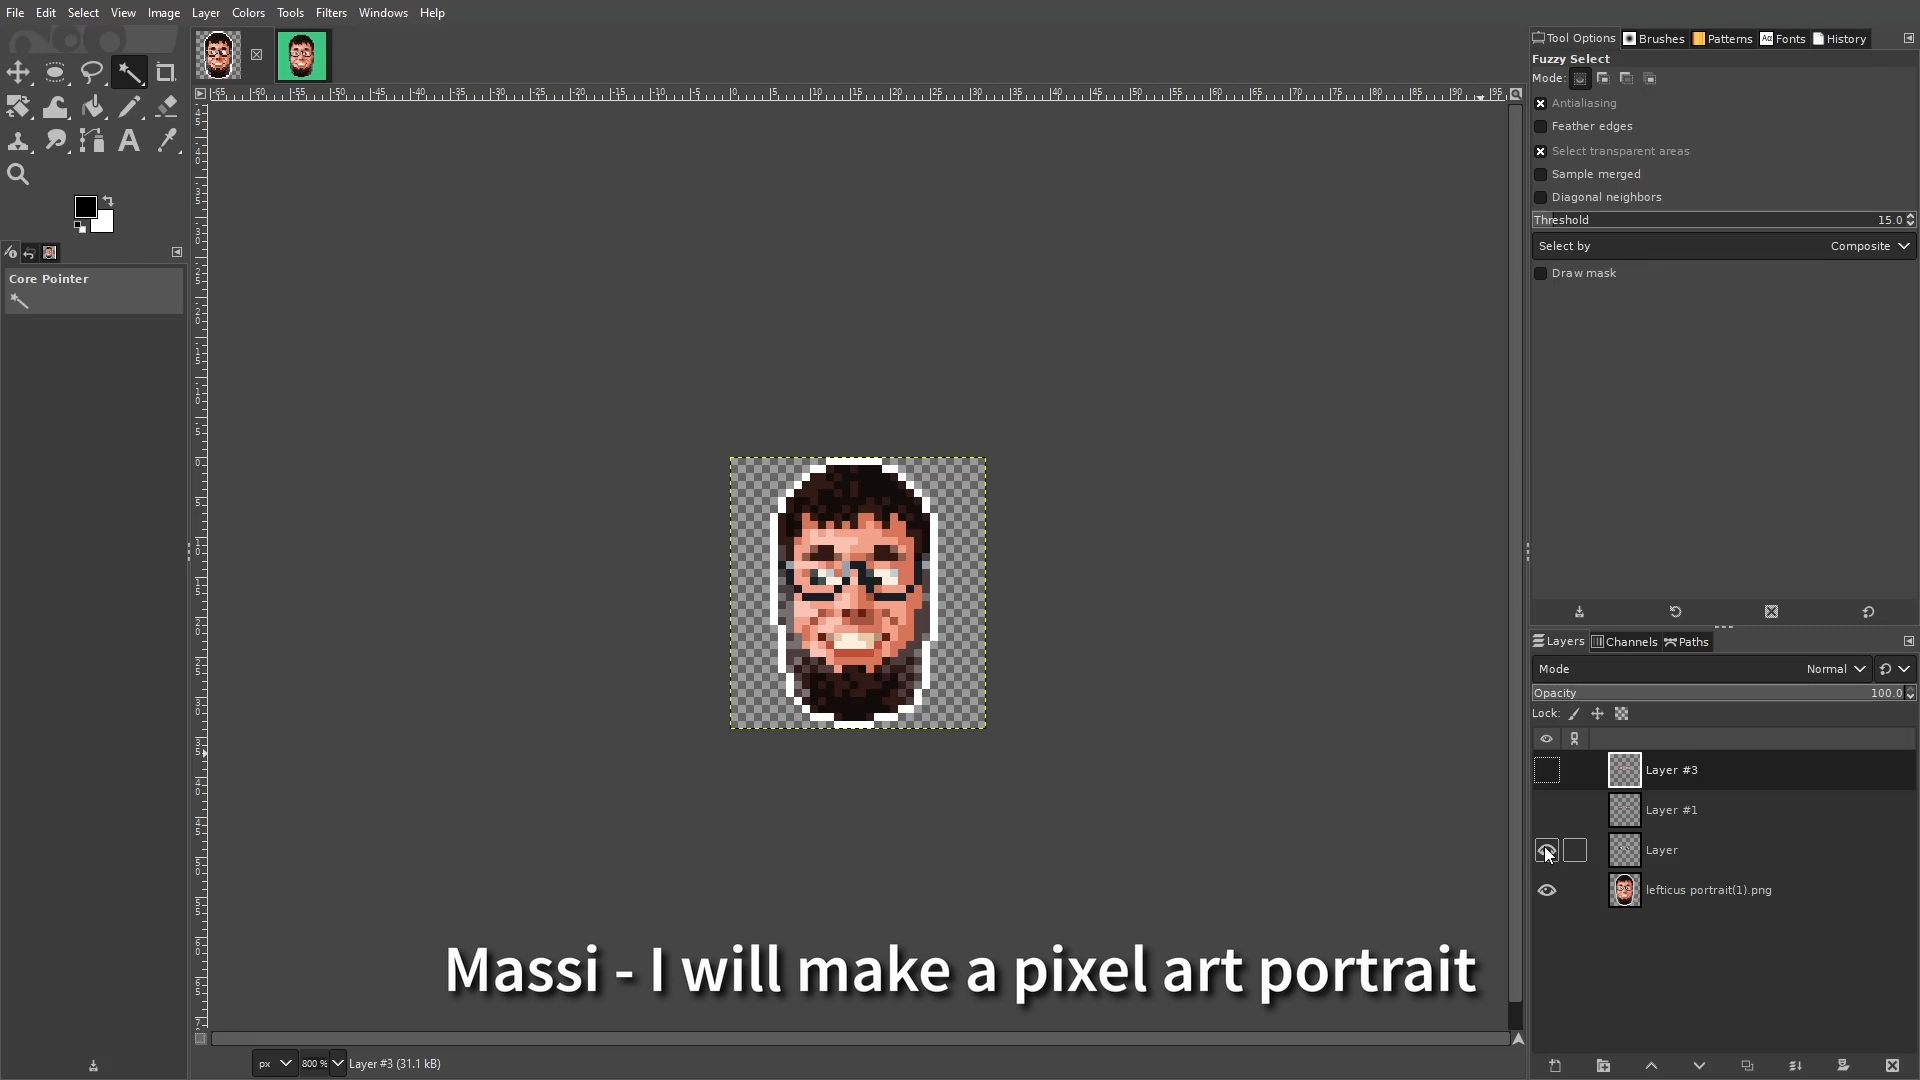 File Edit Select View Image Layer Colors Tools Filters Windows Help
Tool Options Brushes Patterns Fonts History
Fuzzy Select
Mode:
Antialiasing
Feather edges
Select transparent areas
Sample merged
Diagonal neighbors
Threshold 15.0
Select by Composite
Draw mask
Core Pointer
Layers Channels Paths
Mode Normal
Opacity 100.0
Lock:
Layer #3
Layer #1
Layer
lefticus portrait(1).png
Massi - I will make a pixel art portrait
px 800 % Layer #3 (31.1 kB)